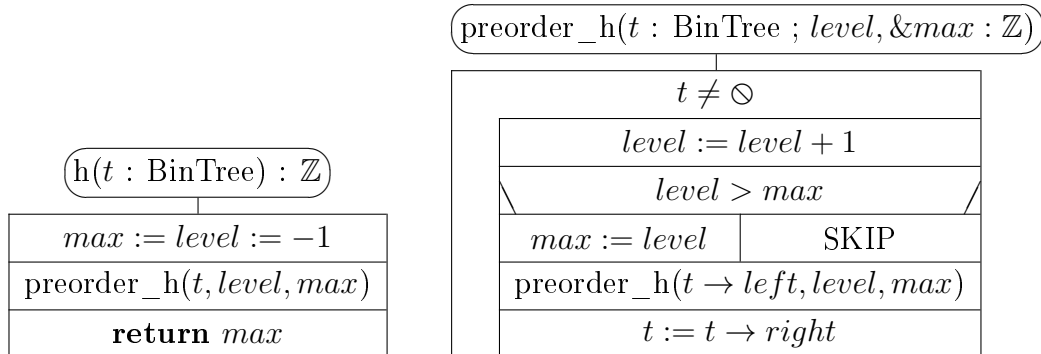 h(t : BinTree) : ℤ
max := level := −1
preorder_h(t, level, max)
return max
preorder_h(t : BinTree ; level, &max : ℤ)
t ≠ ⦸
level := level + 1
level > max
max := level
SKIP
preorder_h(t → left, level, max)
t := t → right